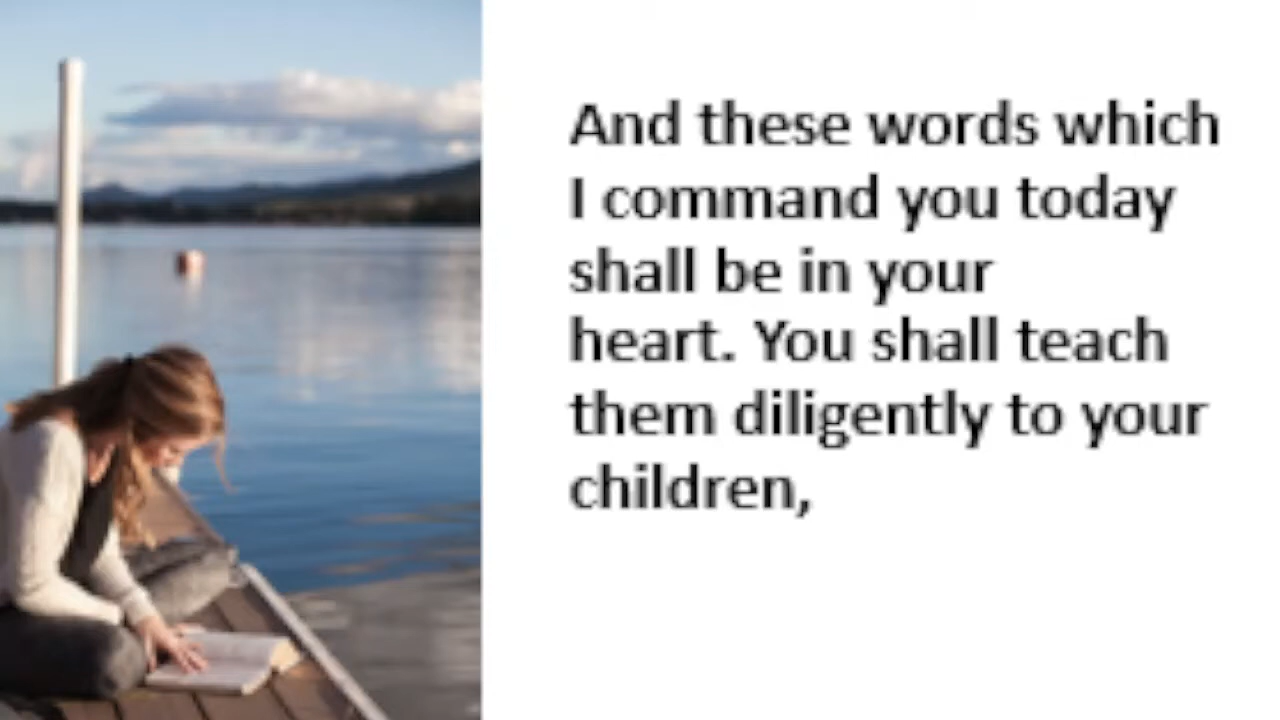 And these words which
I command you today
shall be in your
heart. You shall teach
them diligently to your
children,